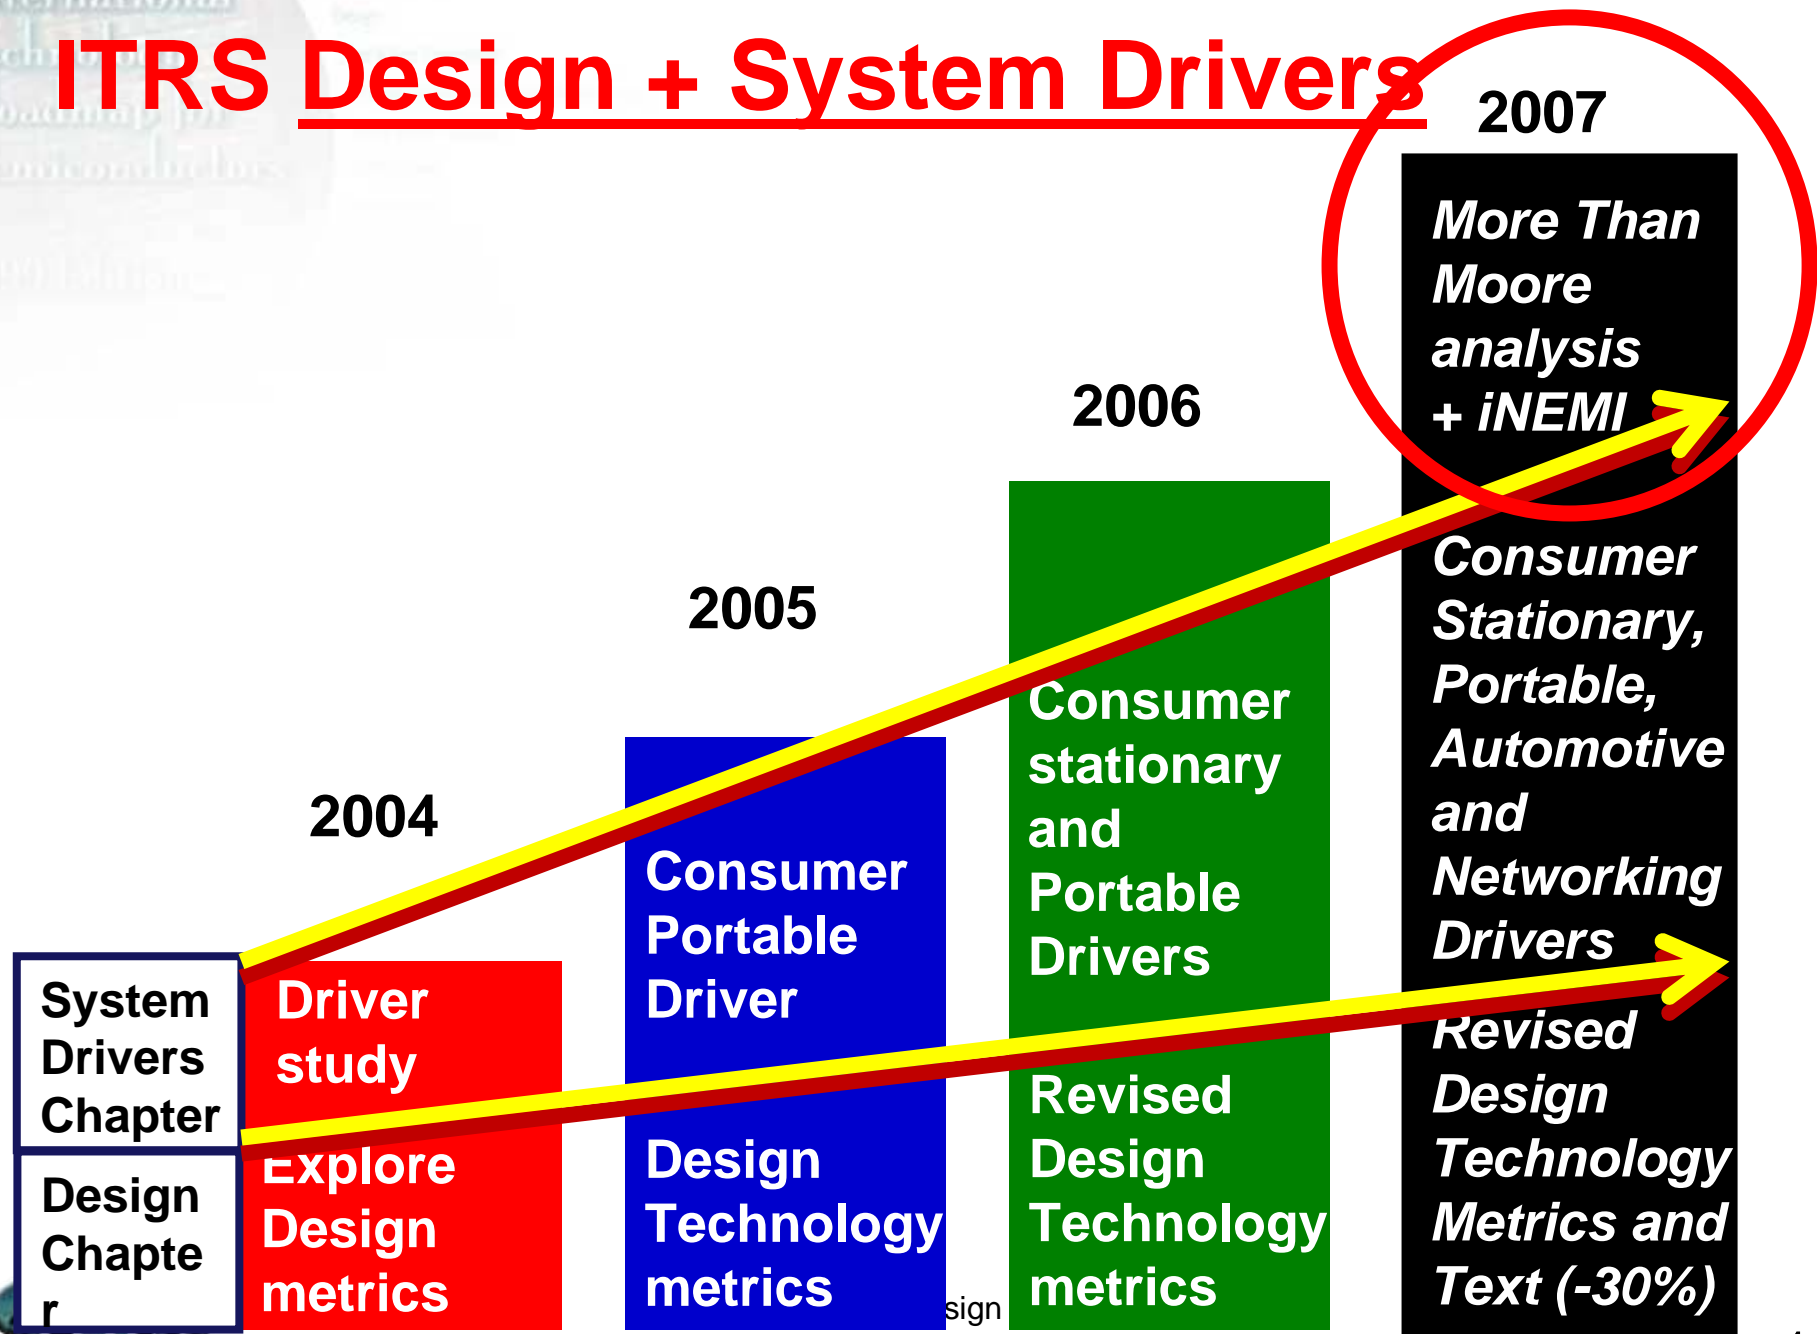 ITRS Design + System Drivers
2007
More Than
Moore
analysis
+ iNEMI
Consumer
Stationary,
Portable,
Automotive
and
Networking
Drivers
Revised
Design
Technology
Metrics and
Text (-30%)
2006
Consumer
stationary
and
Portable
Drivers
Revised
Design
Technology
metrics
2005
Consumer
Portable
Driver
Design
Technology
metrics
2004
Driver
study
Explore
Design
metrics
System
Drivers
Chapter
Design
Chapte
r
sign